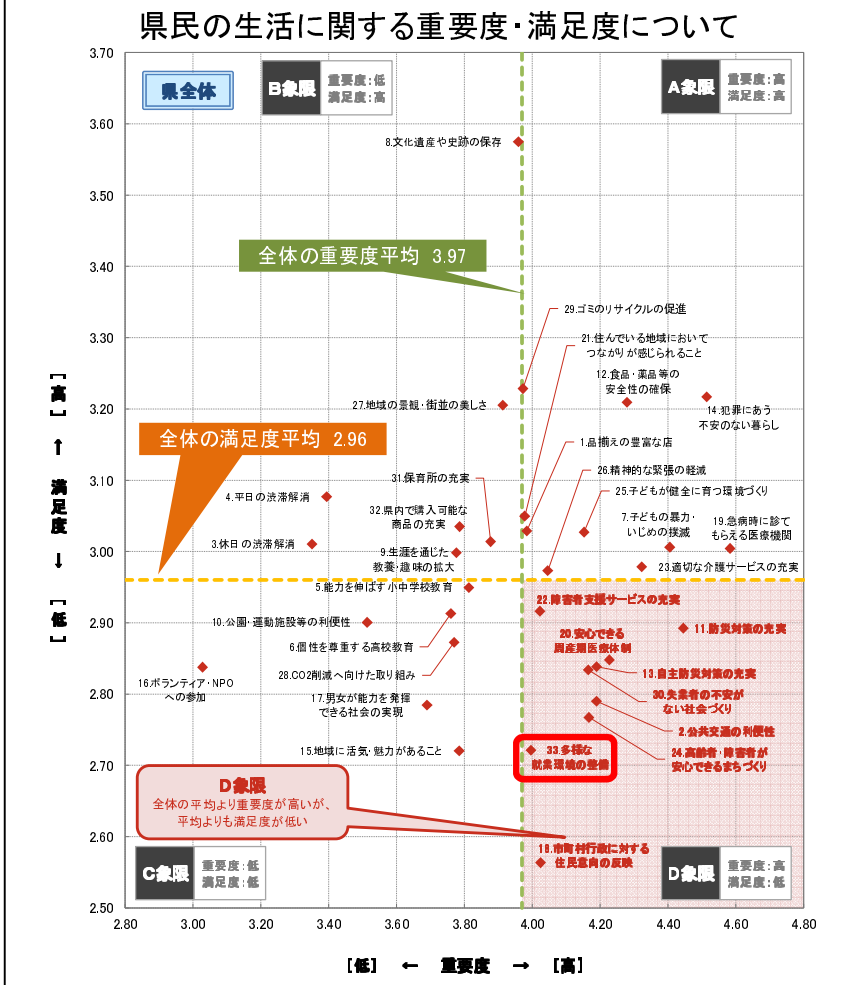 県民の生活に関する重要度・満足度について
県全体
B象限
重要度：低
満足度：高
A象限
重要度：高
満足度：高
3.70
3.60
3.50
3.40
3.30
3.20
3.10
3.00
2.90
2.80
2.70
2.60
2.50
[高] ↑ 満足度 ↓ [低]
8.文化遺産や史跡の保存
全体の重要度平均 3.97
29.ゴミのリサイクルの促進
21.住んでいる地域において
つながりが感じられること
12.食品・薬品等の
安全性の確保
27.地域の景観・街並の美しさ
14.犯罪にあう
不安のない暮らし
全体の満足度平均 2.96
1.品揃えの豊富な店
26.精神的な緊張の軽減
31.保育所の充実
25.子どもが健全に育つ環境づくり
4.平日の渋滞解消
32.県内で購入可能な
商品の充実
7.子どもの暴力・
いじめの撲滅
19.急病時に診て
もらえる医療機関
3.休日の渋滞解消
9.生涯を通じた
教養・趣味の拡大
23.適切な介護サービスの充実
5.能力を伸ばす小中学校教育
22.障害者支援サービスの充実
10.公園・運動施設等の利便性
11.防災対策の充実
20.安心できる
周産期医療体制
6.個性を尊重する高校教育
13.自主防災対策の充実
28.CO2削減へ向けた取り組み
16.ボランティア・NPO
への参加
30.失業者の不安が
ない社会づくり
17.男女が能力を発揮
できる社会の実現
2.公共交通の利便性
15.地域に活気・魅力があること
33.多様な
就業環境の整備
24.高齢者・障害者が
安心できるまちづくり
D象限
全体の平均より重要度が高いが、
平均よりも満足度が低い
18.市町村行政に対する
住民意向の反映
C象限
重要度：低
満足度：低
D象限
重要度：高
満足度：低
2.80 3.00 3.20 3.40 3.60 3.80 4.00 4.20 4.40 4.60 4.80
[低] ← 重要度 → [高]